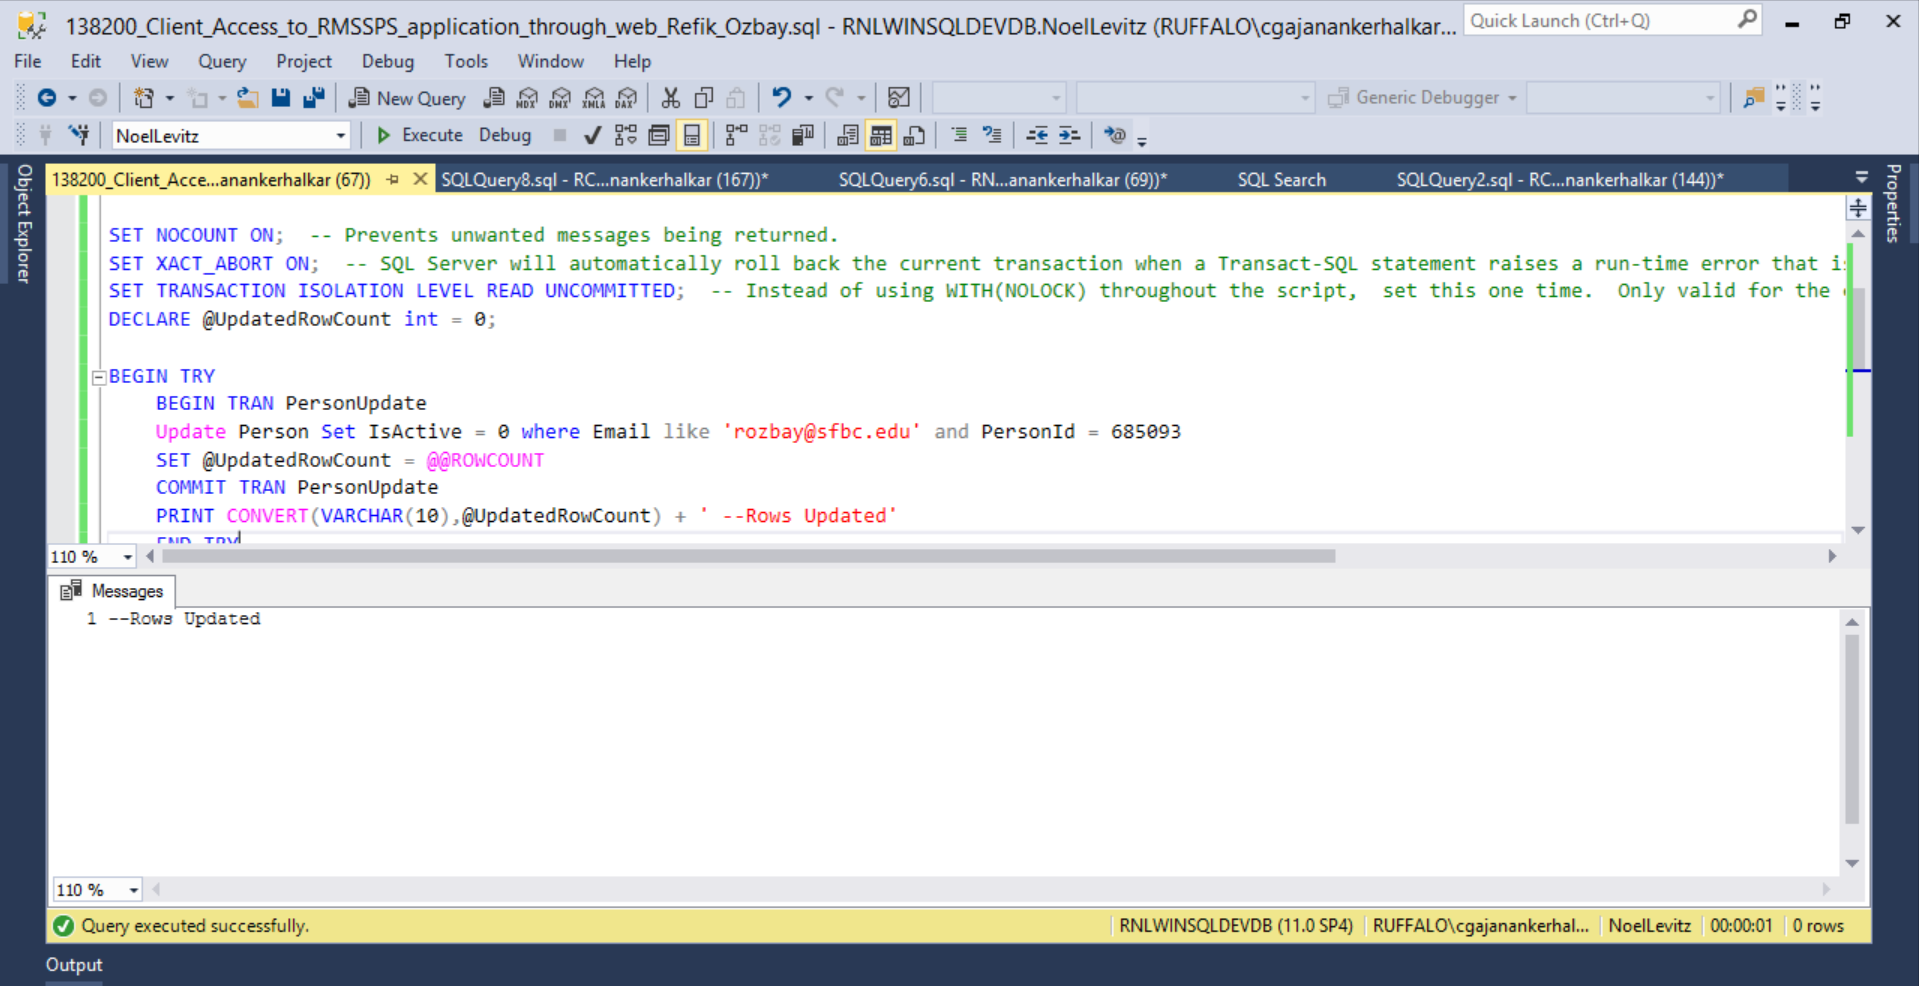 138200_Client_Access_to_RMSSPS_application_through_web_Refik_Ozbay.sql - RNLWINSQLDEVDB.NoelLevitz (RUFFALO\cgajanankerhalkar... Quick Launch (Ctrl+Q)
File Edit View Query Project Debug Tools Window Help
New Query MDX DMX XMLA DAX Generic Debugger
NoelLevitz Execute Debug
Object Explorer
138200_Client_Acce...anankerhalkar (67)) SQLQuery8.sql - RC...nankerhalkar (167))* SQLQuery6.sql - RN...anankerhalkar (69))* SQL Search SQLQuery2.sql - RC...nankerhalkar (144))*
Properties
SET NOCOUNT ON;  -- Prevents unwanted messages being returned.
SET XACT_ABORT ON;  -- SQL Server will automatically roll back the current transaction when a Transact-SQL statement raises a run-time error that i
SET TRANSACTION ISOLATION LEVEL READ UNCOMMITTED;  -- Instead of using WITH(NOLOCK) throughout the script,  set this one time.  Only valid for the
DECLARE @UpdatedRowCount int = 0;
BEGIN TRY
BEGIN TRAN PersonUpdate
Update Person Set IsActive = 0 where Email like 'rozbay@sfbc.edu' and PersonId = 685093
SET @UpdatedRowCount = @@ROWCOUNT
COMMIT TRAN PersonUpdate
PRINT CONVERT(VARCHAR(10),@UpdatedRowCount) + ' --Rows Updated'
END TRY
110 %
Messages
1 --Rows Updated
110 %
Query executed successfully. RNLWINSQLDEVDB (11.0 SP4) RUFFALO\cgajanankerhal... NoelLevitz 00:00:01 0 rows
Output